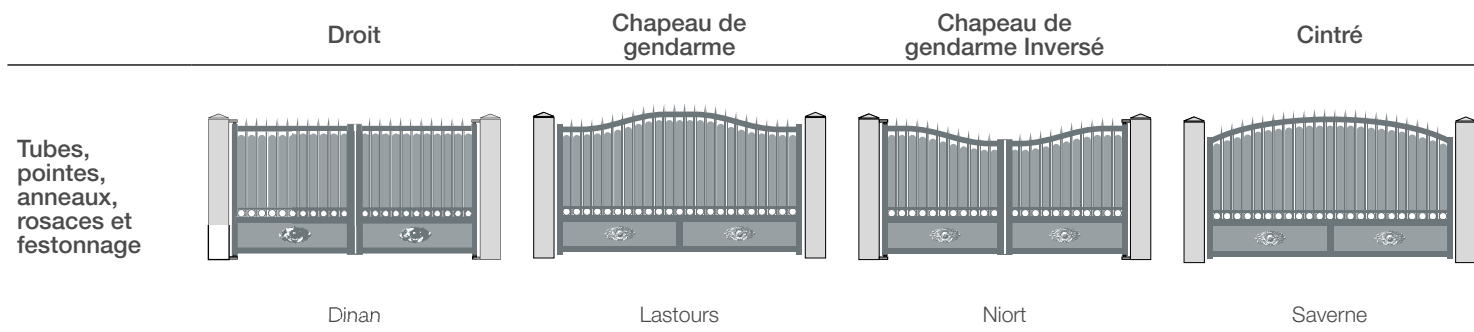 Droit
Chapeau de
gendarme
Chapeau de
gendarme Inversé
Cintré
Tubes,
pointes,
anneaux,
rosaces et
festonnage
Dinan
Lastours
Niort
Saverne